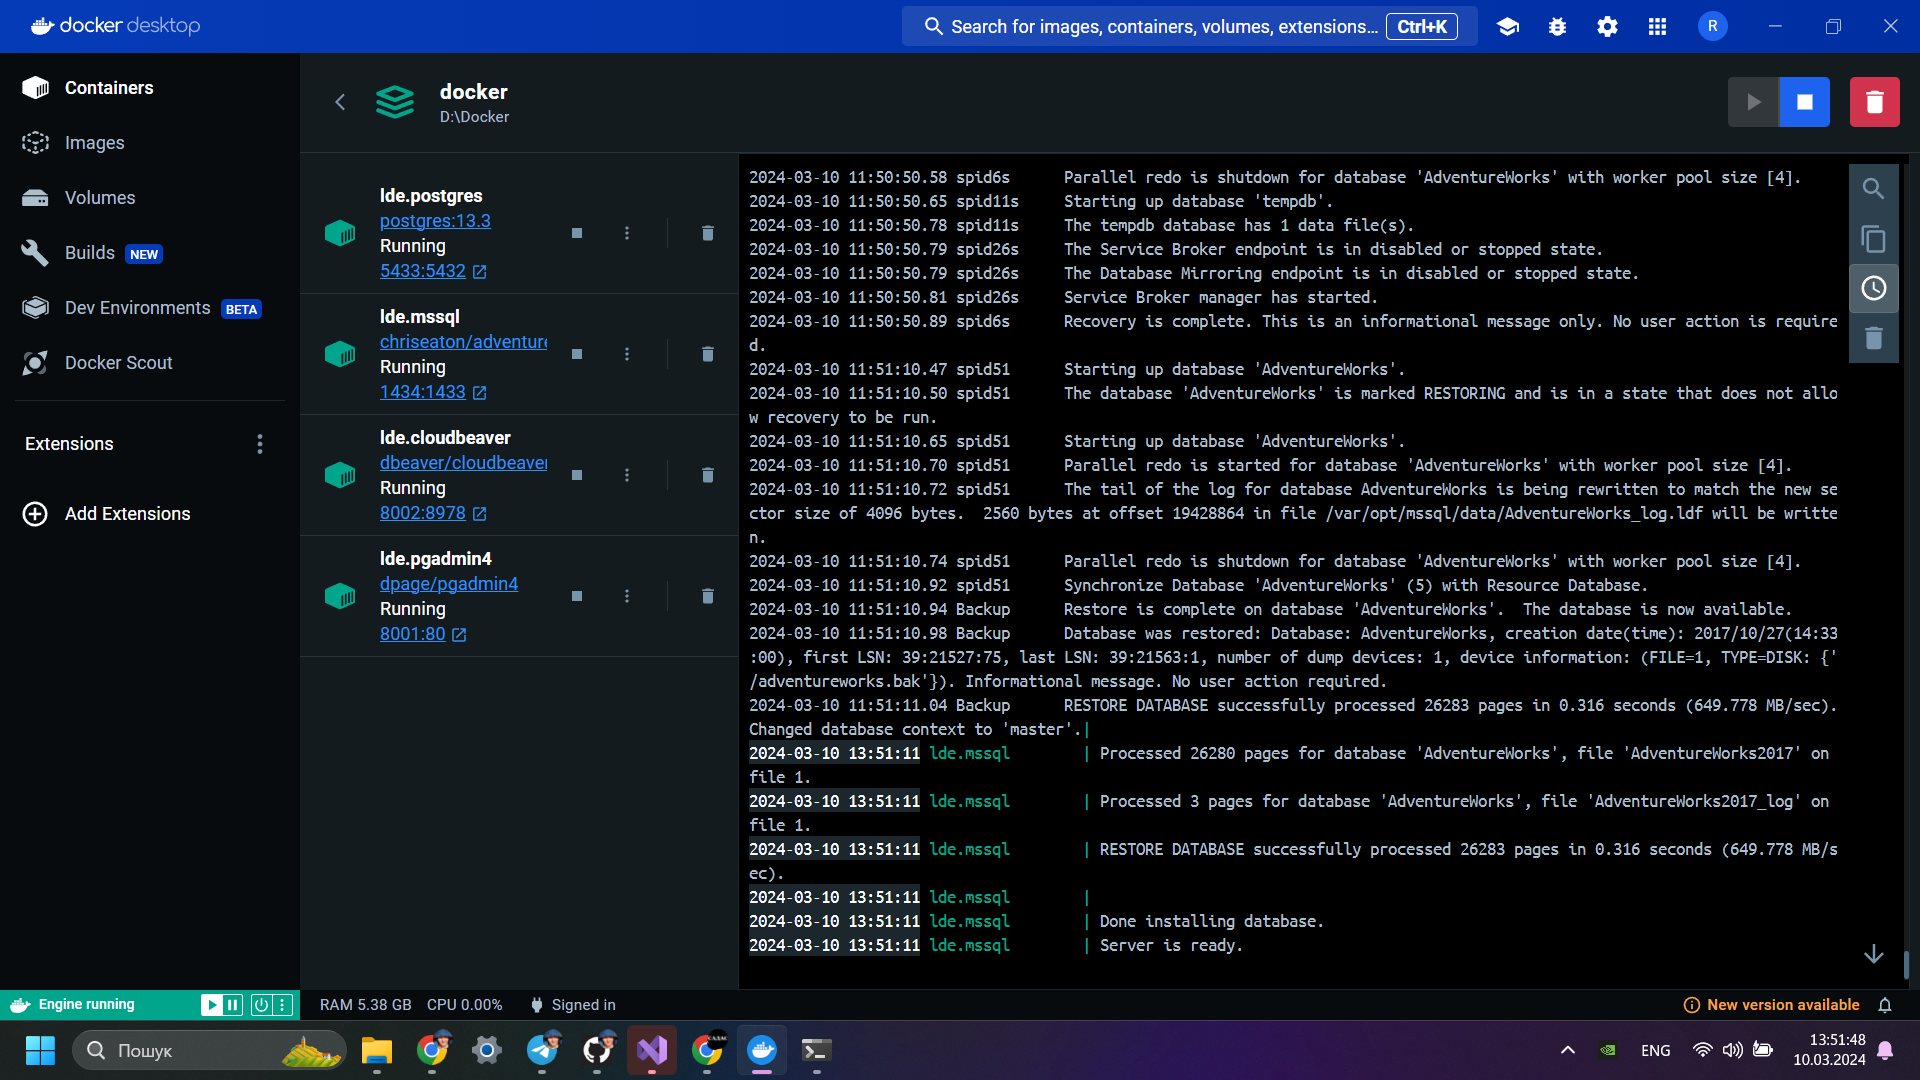 docker desktop
Search for images, containers, volumes, extensions... Ctrl+K
R
Containers
Images
Volumes
Builds NEW
Dev Environments BETA
Docker Scout
Extensions
Add Extensions
docker
D:\Docker
lde.postgres
postgres:13.3
Running
5433:5432
lde.mssql
chriseaton/adventure
Running
1434:1433
lde.cloudbeaver
dbeaver/cloudbeaver
Running
8002:8978
lde.pgadmin4
dpage/pgadmin4
Running
8001:80
2024-03-10 11:50:50.58 spid6s      Parallel redo is shutdown for database 'AdventureWorks' with worker pool size [4].
2024-03-10 11:50:50.65 spid11s     Starting up database 'tempdb'.
2024-03-10 11:50:50.78 spid11s     The tempdb database has 1 data file(s).
2024-03-10 11:50:50.79 spid26s     The Service Broker endpoint is in disabled or stopped state.
2024-03-10 11:50:50.79 spid26s     The Database Mirroring endpoint is in disabled or stopped state.
2024-03-10 11:50:50.81 spid26s     Service Broker manager has started.
2024-03-10 11:50:50.89 spid6s      Recovery is complete. This is an informational message only. No user action is require
d.
2024-03-10 11:51:10.47 spid51      Starting up database 'AdventureWorks'.
2024-03-10 11:51:10.50 spid51      The database 'AdventureWorks' is marked RESTORING and is in a state that does not allo
w recovery to be run.
2024-03-10 11:51:10.65 spid51      Starting up database 'AdventureWorks'.
2024-03-10 11:51:10.70 spid51      Parallel redo is started for database 'AdventureWorks' with worker pool size [4].
2024-03-10 11:51:10.72 spid51      The tail of the log for database AdventureWorks is being rewritten to match the new se
ctor size of 4096 bytes.  2560 bytes at offset 19428864 in file /var/opt/mssql/data/AdventureWorks_log.ldf will be writte
n.
2024-03-10 11:51:10.74 spid51      Parallel redo is shutdown for database 'AdventureWorks' with worker pool size [4].
2024-03-10 11:51:10.92 spid51      Synchronize Database 'AdventureWorks' (5) with Resource Database.
2024-03-10 11:51:10.94 Backup      Restore is complete on database 'AdventureWorks'.  The database is now available.
2024-03-10 11:51:10.98 Backup      Database was restored: Database: AdventureWorks, creation date(time): 2017/10/27(14:33
:00), first LSN: 39:21527:75, last LSN: 39:21563:1, number of dump devices: 1, device information: (FILE=1, TYPE=DISK: {'
/adventureworks.bak'}). Informational message. No user action required.
2024-03-10 11:51:11.04 Backup      RESTORE DATABASE successfully processed 26283 pages in 0.316 seconds (649.778 MB/sec).
Changed database context to 'master'.|
2024-03-10 13:51:11 lde.mssql        | Processed 26280 pages for database 'AdventureWorks', file 'AdventureWorks2017' on
file 1.
2024-03-10 13:51:11 lde.mssql        | Processed 3 pages for database 'AdventureWorks', file 'AdventureWorks2017_log' on
file 1.
2024-03-10 13:51:11 lde.mssql        | RESTORE DATABASE successfully processed 26283 pages in 0.316 seconds (649.778 MB/s
ec).
2024-03-10 13:51:11 lde.mssql        |
2024-03-10 13:51:11 lde.mssql        | Done installing database.
2024-03-10 13:51:11 lde.mssql        | Server is ready.
Engine running
RAM 5.38 GB CPU 0.00% Signed in
New version available
Пошук
ENG
13:51:48
10.03.2024